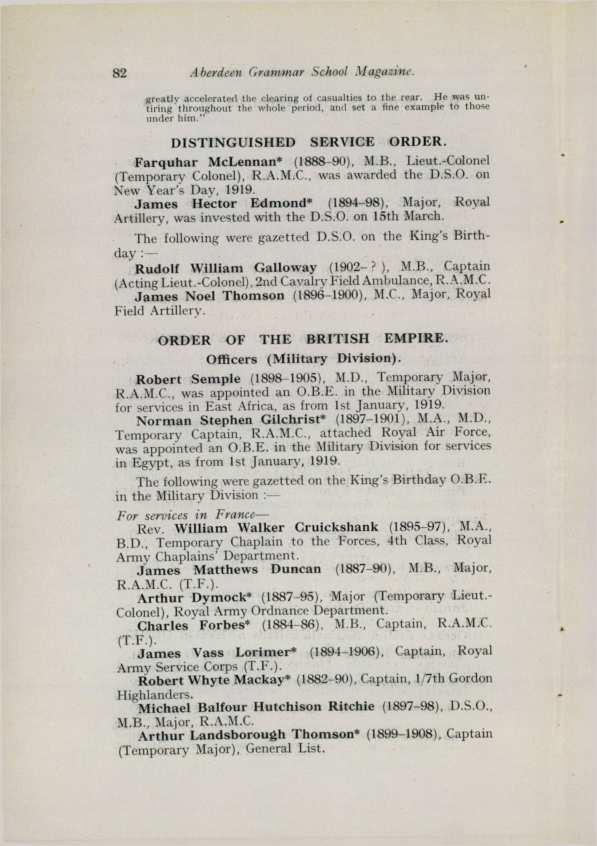 82 Aberdeen Grammar School Magazine.
greatly accelerated the clearing of casualties to the rear. He was un-
tiring throughout the whole period, and set a fine example to those
under him."
DISTINGUISHED SERVICE ORDER.
Farquhar McLennan* (1888–90), M.B., Lieut.-Colonel
(Temporary Colonel), R.A.M.C., was awarded the D.S.O. on
New Year's Day, 1919.
James Hector Edmond* (1894–98), Major, Royal
Artillery, was invested with the D.S.O. on 15th March.
The following were gazetted D.S.O. on the King's Birth-
day :—
Rudolf William Galloway (1902– ? ), M.B., Captain
(Acting Lieut.-Colonel), 2nd Cavalry Field Ambulance, R.A.M.C.
James Noel Thomson (1896–1900), M.C., Major, Royal
Field Artillery.
ORDER OF THE BRITISH EMPIRE.
Officers (Military Division).
Robert Semple (1898–1905), M.D., Temporary Major,
R.A.M.C., was appointed an O.B.E. in the Military Division
for services in East Africa, as from 1st January, 1919.
Norman Stephen Gilchrist* (1897–1901), M.A., M.D.,
Temporary Captain, R.A.M.C., attached Royal Air Force,
was appointed an O.B.E. in the Military Division for services
in Egypt, as from 1st January, 1919.
The following were gazetted on the King's Birthday O.B.E.
in the Military Division :—
For services in France—
Rev. William Walker Cruickshank (1895–97), M.A.,
B.D., Temporary Chaplain to the Forces, 4th Class, Royal
Army Chaplains' Department.
James Matthews Duncan (1887–90), M.B., Major,
R.A.M.C. (T.F.).
Arthur Dymock* (1887–95), Major (Temporary Lieut.-
Colonel), Royal Army Ordnance Department.
Charles Forbes* (1884–86), M.B., Captain, R.A.M.C.
(T.F.).
James Vass Lorimer* (1894–1906), Captain, Royal
Army Service Corps (T.F.).
Robert Whyte Mackay* (1882–90), Captain, 1/7th Gordon
Highlanders.
Michael Balfour Hutchison Ritchie (1897–98), D.S.O.,
M.B., Major, R.A.M.C.
Arthur Landsborough Thomson* (1899–1908), Captain
(Temporary Major), General List.